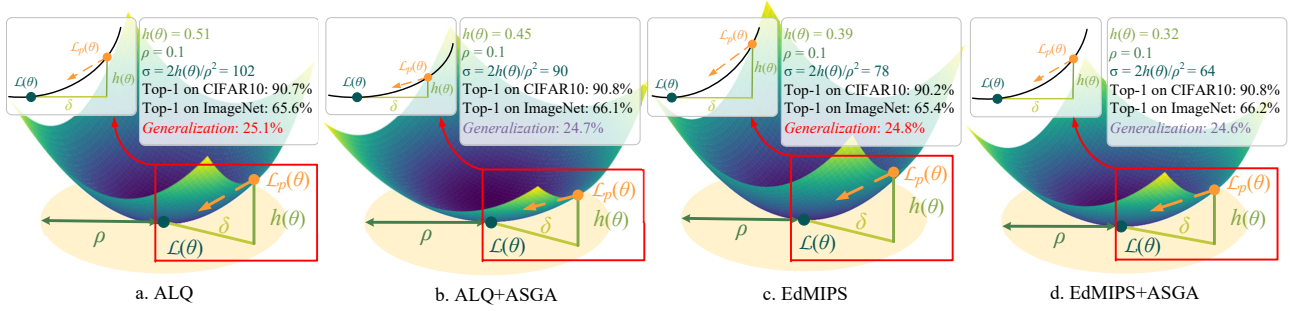 ℒₚ(θ)
ℒ(θ)
h(θ)
δ
h(θ) = 0.51
ρ = 0.1
σ = 2h(θ)/ρ² = 102
Top-1 on CIFAR10: 90.7%
Top-1 on ImageNet: 65.6%
Generalization: 25.1%
ℒₚ(θ)
h(θ)
δ
ρ
ℒ(θ)
a. ALQ
ℒₚ(θ)
ℒ(θ)
h(θ)
δ
h(θ) = 0.45
ρ = 0.1
σ = 2h(θ)/ρ² = 90
Top-1 on CIFAR10: 90.8%
Top-1 on ImageNet: 66.1%
Generalization: 24.7%
ℒₚ(θ)
h(θ)
δ
ρ
ℒ(θ)
b. ALQ+ASGA
ℒₚ(θ)
ℒ(θ)
h(θ)
δ
h(θ) = 0.39
ρ = 0.1
σ = 2h(θ)/ρ² = 78
Top-1 on CIFAR10: 90.2%
Top-1 on ImageNet: 65.4%
Generalization: 24.8%
ℒₚ(θ)
h(θ)
δ
ρ
ℒ(θ)
c. EdMIPS
ℒₚ(θ)
ℒ(θ)
h(θ)
δ
h(θ) = 0.32
ρ = 0.1
σ = 2h(θ)/ρ² = 64
Top-1 on CIFAR10: 90.8%
Top-1 on ImageNet: 66.2%
Generalization: 24.6%
ℒₚ(θ)
h(θ)
δ
ρ
ℒ(θ)
d. EdMIPS+ASGA